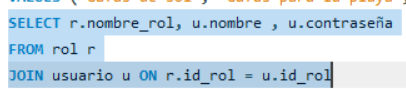 SELECT r.nombre_rol, u.nombre , u.contraseña
FROM rol r
JOIN usuario u ON r.id_rol = u.id_rol